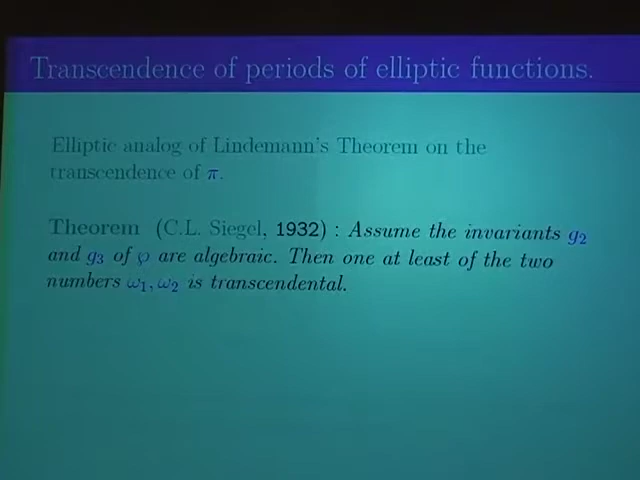 Transcendence of periods of elliptic functions.
Elliptic analog of Lindemann's Theorem on the
transcendence of π.
Theorem (C.L. Siegel, 1932) : Assume the invariants g₂
and g₃ of ℘ are algebraic. Then one at least of the two
numbers ω₁, ω₂ is transcendental.